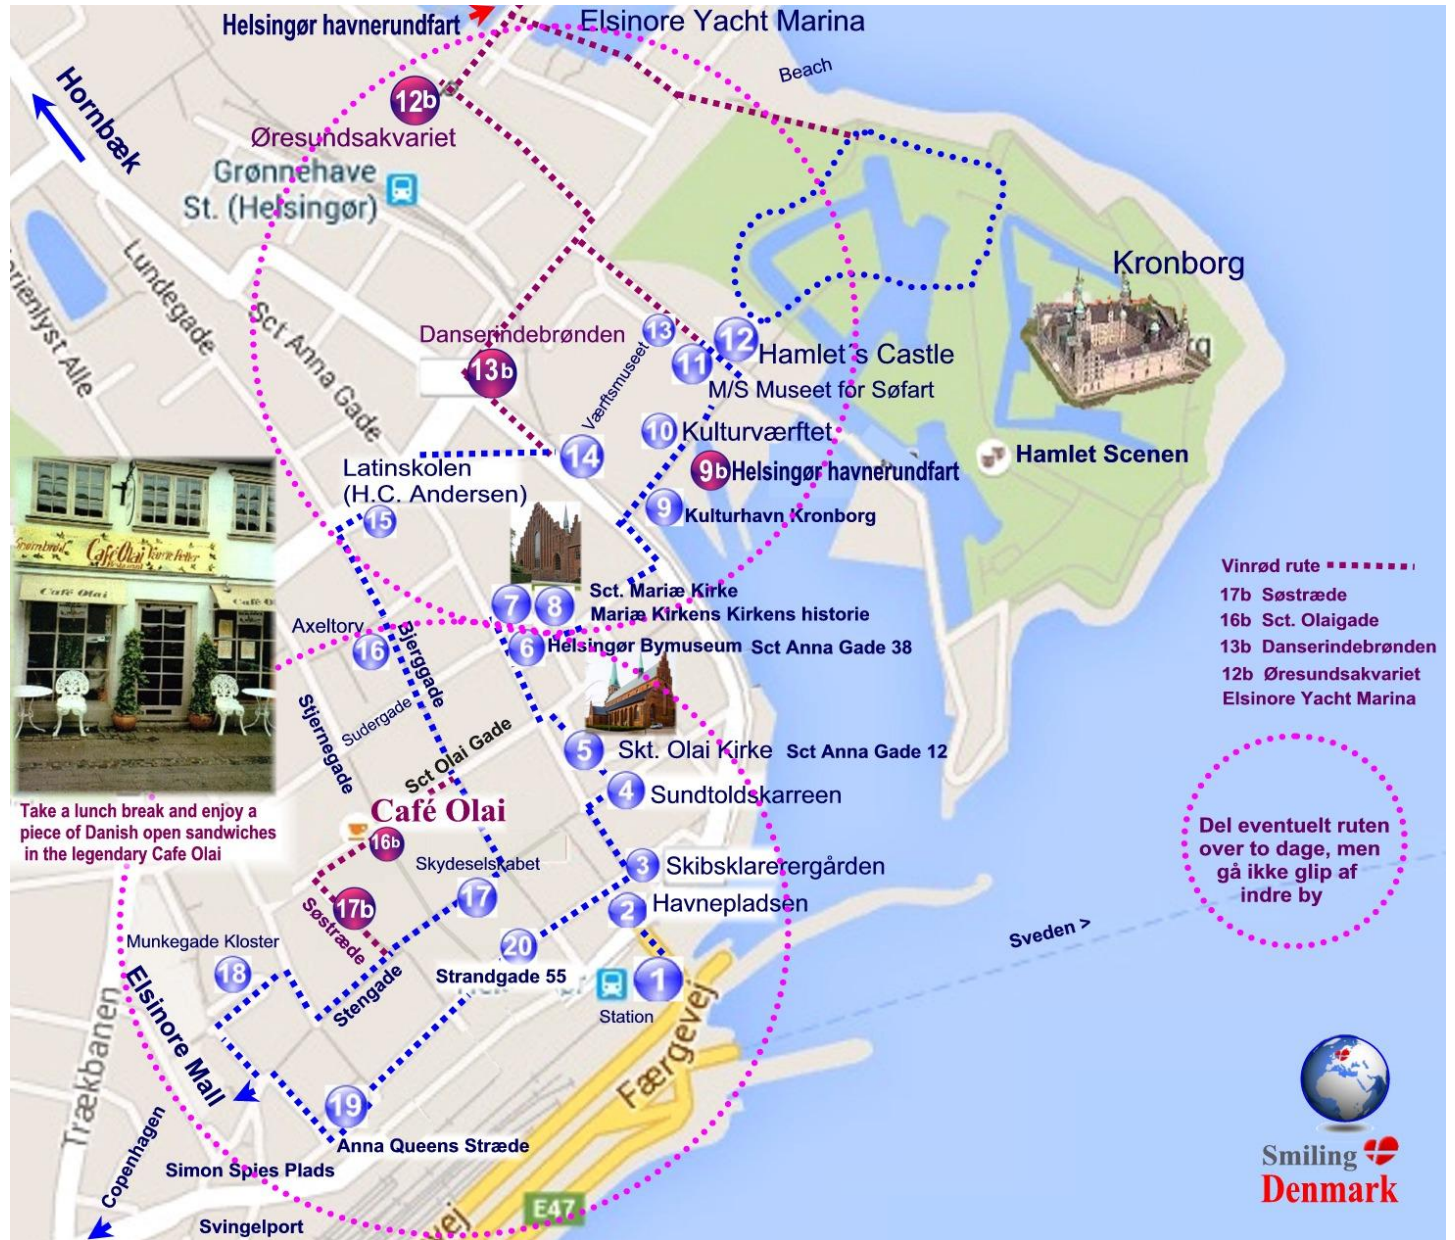 Helsingør havnerundfart
Elsinore Yacht Marina
Beach
Hornbæk
12b
Øresundsakvariet
Grønnehave
St. (Helsingør)
Kronborg
Lundegade
Sct Anna Gade
rienlyst Alle
Danserindebrønden
13b
Værftsmuseet
13
12
Hamlet´s Castle
11
M/S Museet for Søfart
10 Kulturværftet
Hamlet Scenen
9b Helsingør havnerundfart
14
Latinskolen
(H.C. Andersen)
15
9 Kulturhavn Kronborg
Café Olai
Café Olai
Sct. Mariæ Kirke
7 8 Mariæ Kirkens Kirkens historie
Axeltorv
16
Bjerggade
6 Helsingør Bymuseum Sct Anna Gade 38
Stjernegade
Sudergade
Sct Olai Gade
5 Skt. Olai Kirke Sct Anna Gade 12
4 Sundtoldskarreen
Take a lunch break and enjoy a
piece of Danish open sandwiches
in the legendary Cafe Olai
Café Olai
16b
Skydeselskabet
17
3 Skibsklarerergården
2 Havnepladsen
17b
Søstræde
Munkegade Kloster
18
Stengade
20
Strandgade 55
1
Station
Sveden >
Elsinore Mall
Trækbanen
Færgevej
19
Anna Queens Stræde
Copenhagen
Simon Spies Plads
Svingelport
E47
vej
Vinrød rute
17b Søstræde
16b Sct. Olaigade
13b Danserindebrønden
12b Øresundsakvariet
Elsinore Yacht Marina
Del eventuelt ruten
over to dage, men
gå ikke glip af
indre by
Smiling
Denmark